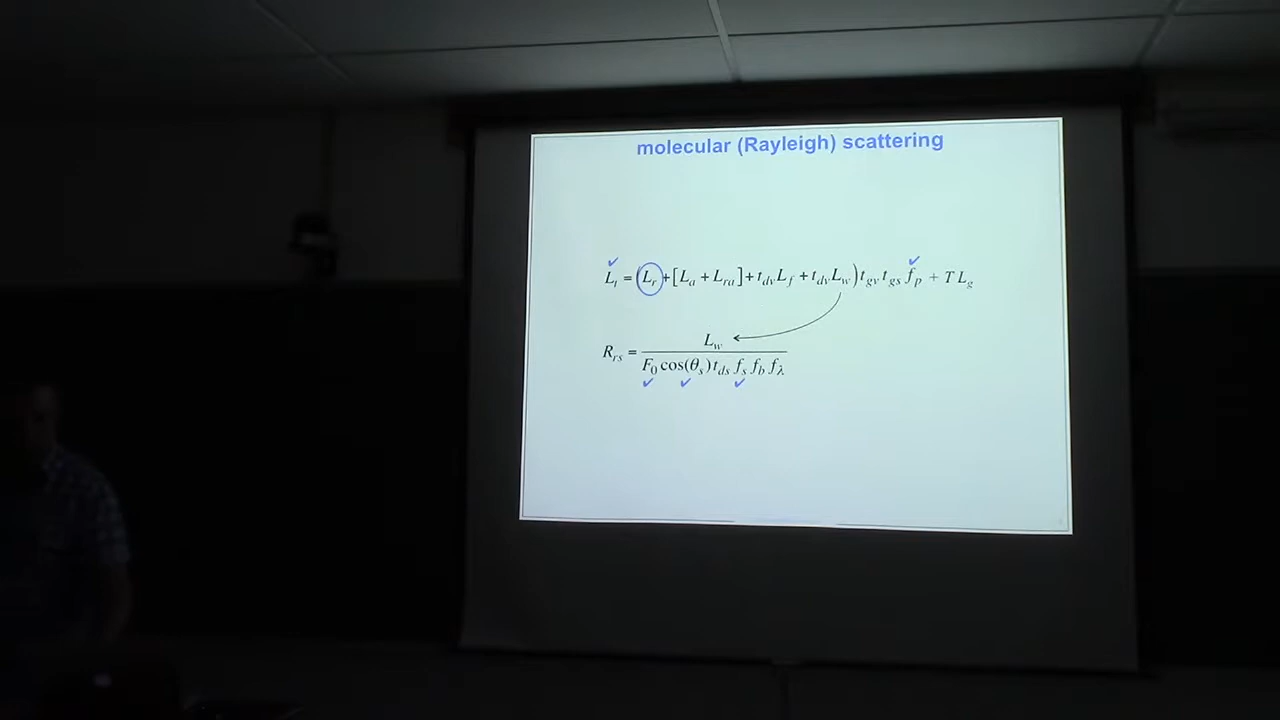 molecular (Rayleigh) scattering
✓ ✓
L_t = (L_r + [L_a + L_ra] + t_dv L_f + t_dv L_w) t_gv t_gs f_p + T L_g
R_rs = L_w / F_0 cos(θ_s) t_ds f_s f_b f_λ
✓ ✓ ✓